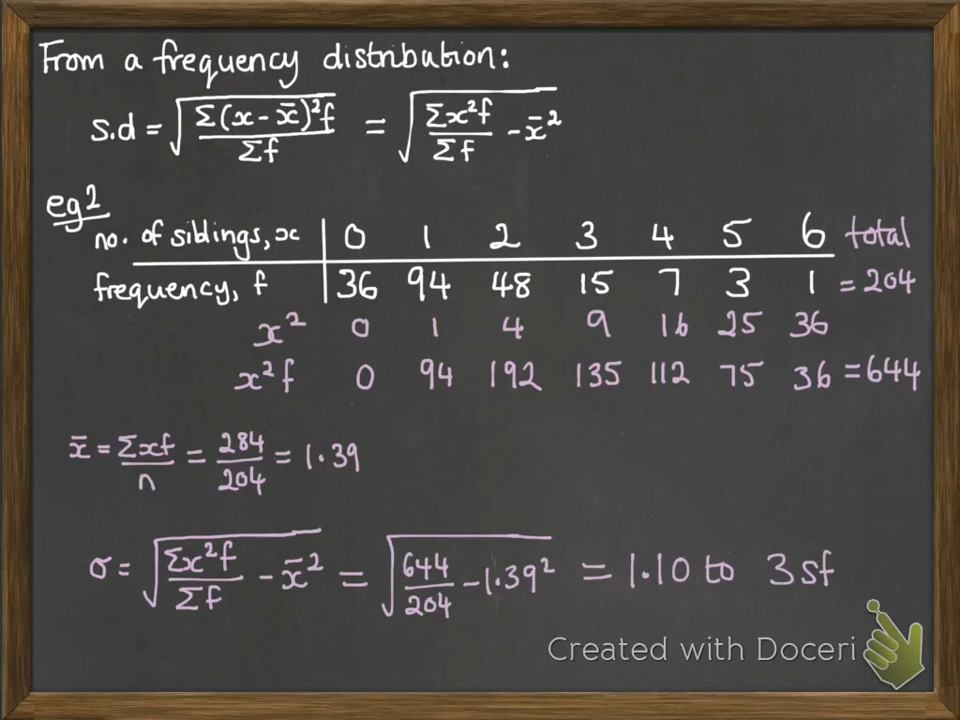 From a frequency distribution:
s.d = √(Σ(x - x̄)²f / Σf) = √(Σx²f / Σf - x̄²)
eg2
no. of siblings, x | 0 1 2 3 4 5 6 total
frequency, f | 36 94 48 15 7 3 1 = 204
x² 0 1 4 9 16 25 36
x²f 0 94 192 135 112 75 36 = 644
x̄ = Σxf / n = 284 / 204 = 1.39
σ = √(Σx²f / Σf - x̄²) = √(644 / 204 - 1.39²) = 1.10 to 3 sf
Created with Doceri